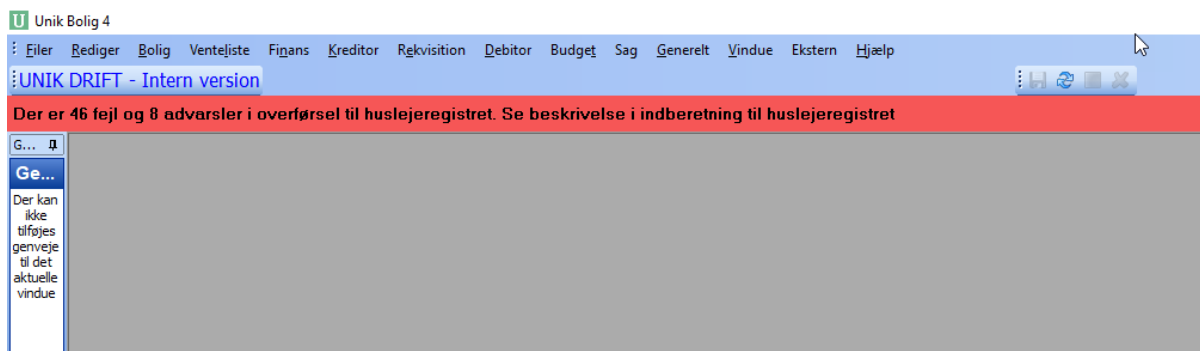 Unik Bolig 4
Filer Rediger Bolig Venteliste Finans Kreditor Rekvisition Debitor Budget Sag Generelt Vindue Ekstern Hjælp
UNIK DRIFT - Intern version
Der er 46 fejl og 8 advarsler i overførsel til huslejeregistret. Se beskrivelse i indberetning til huslejeregistret
G...
Ge...
Der kan
ikke
tilføjes
genveje
til det
aktuelle
vindue